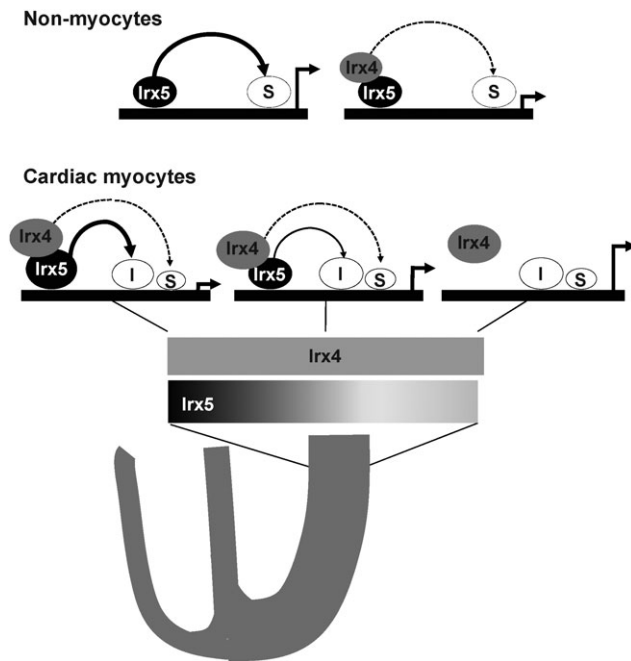 Non-myocytes
Irx5 S Irx4 Irx5 S
Cardiac myocytes
Irx4 Irx5 I S Irx4 Irx5 I S Irx4 I S
Irx4
Irx5